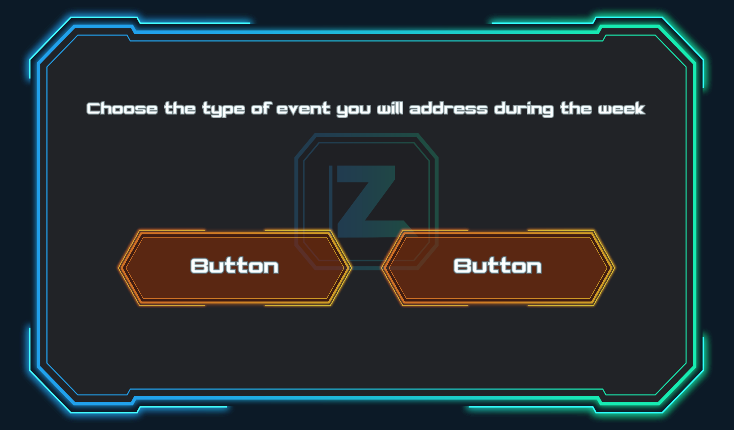 Choose the type of event you will address during the week
Z
Button
Button